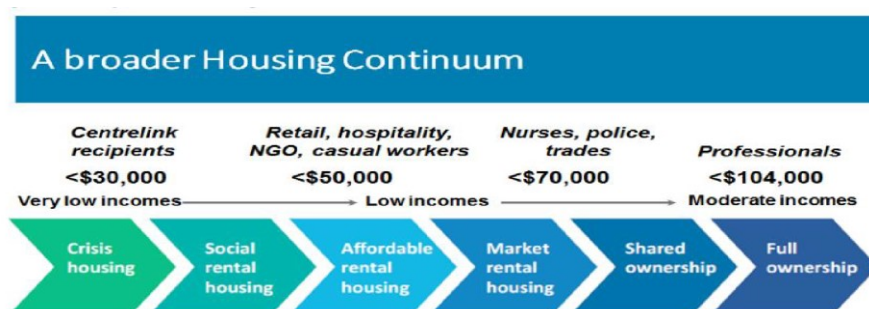 A broader Housing Continuum
Centrelink
recipients
<$30,000
Retail, hospitality,
NGO, casual workers
<$50,000
Nurses, police,
trades
<$70,000
Professionals
<$104,000
Very low incomes
Low incomes
Moderate incomes
Crisis
housing
Social
rental
housing
Affordable
rental
housing
Market
rental
housing
Shared
ownership
Full
ownership